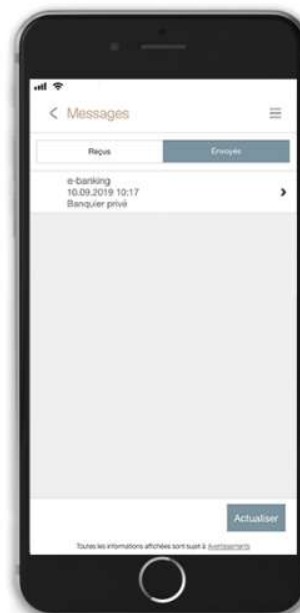 Messages
Reçus
Envoyés
e-banking
10.09.2019 10:17
Banquier privé
Actualiser
Toutes les informations affichées sont sujet à Avertissements